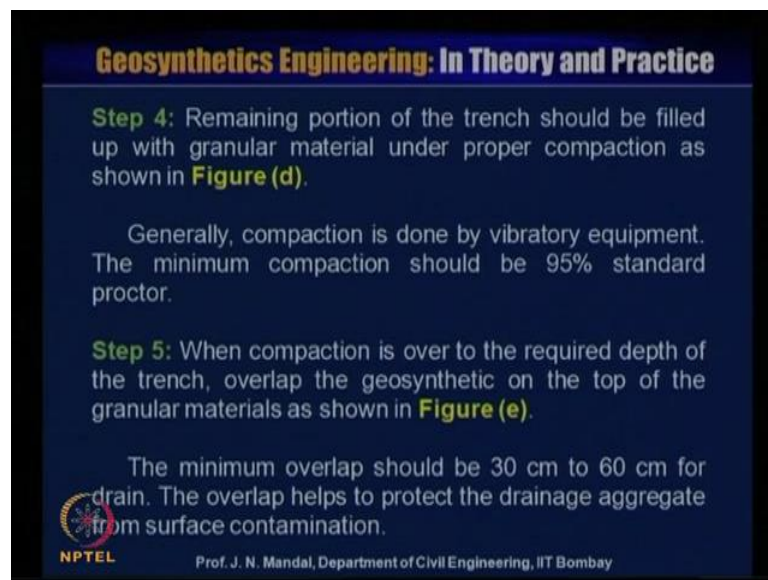 Geosynthetics Engineering: In Theory and Practice
Step 4: Remaining portion of the trench should be filled
up with granular material under proper compaction as
shown in Figure (d).
Generally, compaction is done by vibratory equipment.
The minimum compaction should be 95% standard
proctor.
Step 5: When compaction is over to the required depth of
the trench, overlap the geosynthetic on the top of the
granular materials as shown in Figure (e).
The minimum overlap should be 30 cm to 60 cm for
drain. The overlap helps to protect the drainage aggregate
from surface contamination.
NPTEL
Prof. J. N. Mandal, Department of Civil Engineering, IIT Bombay